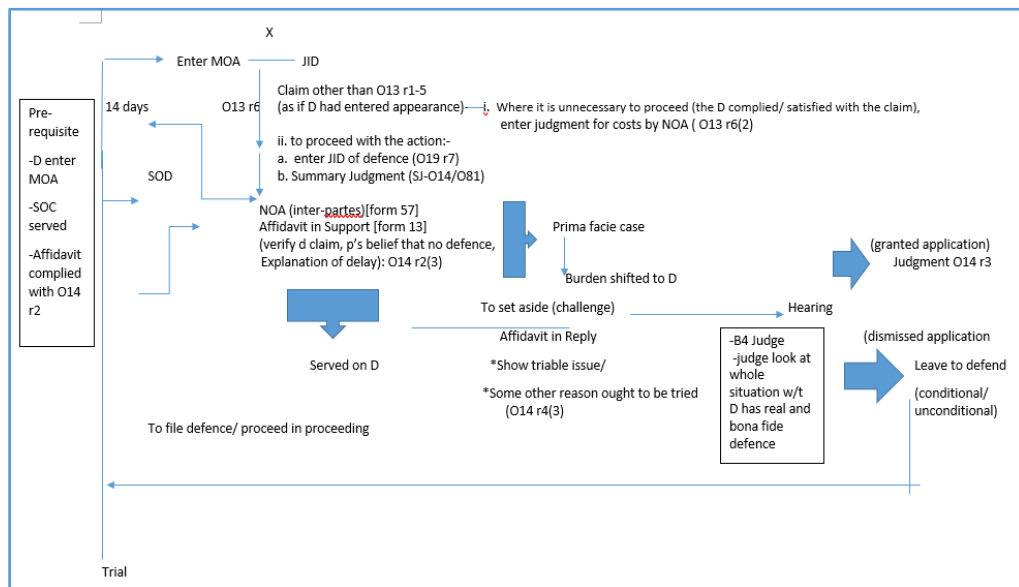 X
Enter MOA
JID
Pre-
requisite
-D enter
MOA
-SOC
served
-Affidavit
complied
with O14
r2
14 days
O13 r6
Claim other than O13 r1-5
(as if D had entered appearance)-
i. Where it is unnecessary to proceed (the D complied/ satisfied with the claim),
enter judgment for costs by NOA ( O13 r6(2)
ii. to proceed with the action:-
a. enter JID of defence (O19 r7)
b. Summary Judgment (SJ-O14/O81)
SOD
NOA (inter-partes)[form 57]
Affidavit in Support [form 13]
(verify d claim, p's belief that no defence,
Explanation of delay): O14 r2(3)
Prima facie case
Burden shifted to D
(granted application)
Judgment O14 r3
To set aside (challenge)
Hearing
Affidavit in Reply
*Show triable issue/
*Some other reason ought to be tried
(O14 r4(3)
Served on D
-B4 Judge
-judge look at
whole
situation w/t
D has real and
bona fide
defence
(dismissed application
Leave to defend
(conditional/
unconditional)
To file defence/ proceed in proceeding
Trial